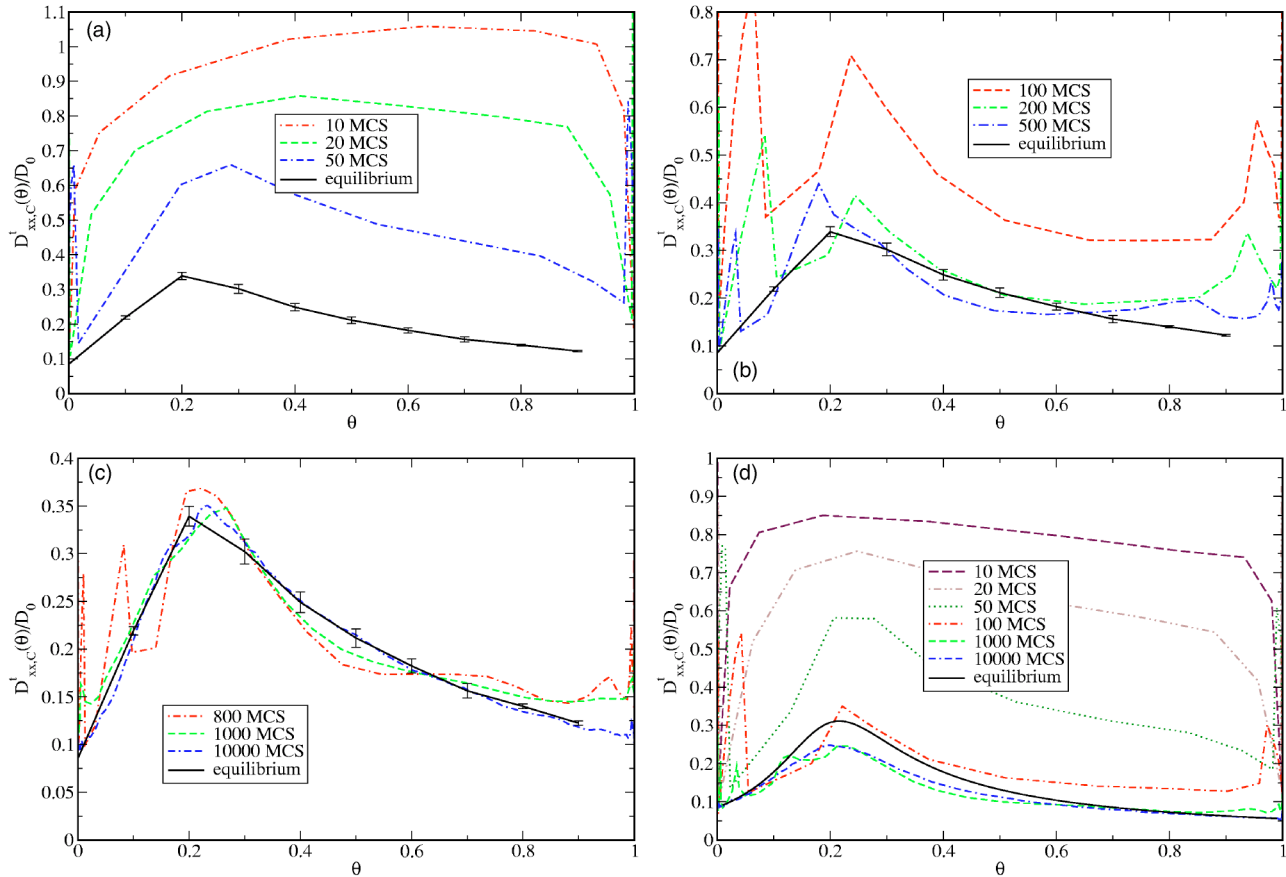 (a)
1.1
1
0.9
0.8
0.7
0.6
0.5
0.4
0.3
0.2
0.1
0
D^t_xx,C(θ)/D_0
10 MCS
20 MCS
50 MCS
equilibrium
0 0.2 0.4 0.6 0.8 1
θ
(b)
0.8
0.7
0.6
0.5
0.4
0.3
0.2
0.1
0
D^t_xx,C(θ)/D_0
100 MCS
200 MCS
500 MCS
equilibrium
0 0.2 0.4 0.6 0.8 1
θ
(c)
0.4
0.35
0.3
0.25
0.2
0.15
0.1
0.05
0
D^t_xx,C(θ)/D_0
800 MCS
1000 MCS
10000 MCS
equilibrium
0 0.2 0.4 0.6 0.8 1
θ
(d)
1
0.9
0.8
0.7
0.6
0.5
0.4
0.3
0.2
0.1
0
D^t_xx,C(θ)/D_0
10 MCS
20 MCS
50 MCS
100 MCS
1000 MCS
10000 MCS
equilibrium
0 0.2 0.4 0.6 0.8 1
θ